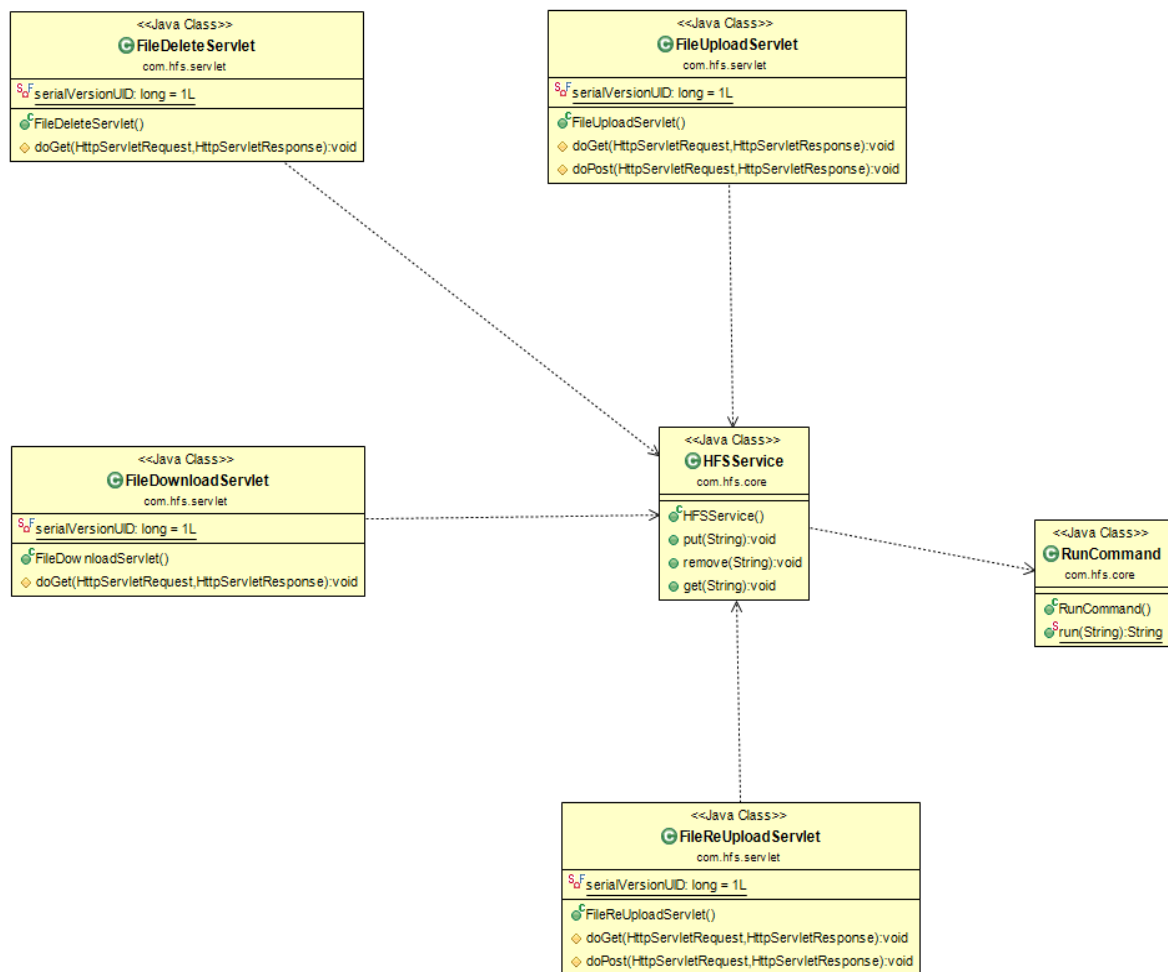 <<Java Class>>
FileDeleteServlet
com.hfs.servlet
serialVersionUID: long = 1L
FileDeleteServlet()
doGet(HttpServletRequest,HttpServletResponse):void
<<Java Class>>
FileUploadServlet
com.hfs.servlet
serialVersionUID: long = 1L
FileUploadServlet()
doGet(HttpServletRequest,HttpServletResponse):void
doPost(HttpServletRequest,HttpServletResponse):void
<<Java Class>>
FileDownloadServlet
com.hfs.servlet
serialVersionUID: long = 1L
FileDownloadServlet()
doGet(HttpServletRequest,HttpServletResponse):void
<<Java Class>>
HFSService
com.hfs.core
HFSService()
put(String):void
remove(String):void
get(String):void
<<Java Class>>
RunCommand
com.hfs.core
RunCommand()
run(String):String
<<Java Class>>
FileReUploadServlet
com.hfs.servlet
serialVersionUID: long = 1L
FileReUploadServlet()
doGet(HttpServletRequest,HttpServletResponse):void
doPost(HttpServletRequest,HttpServletResponse):void